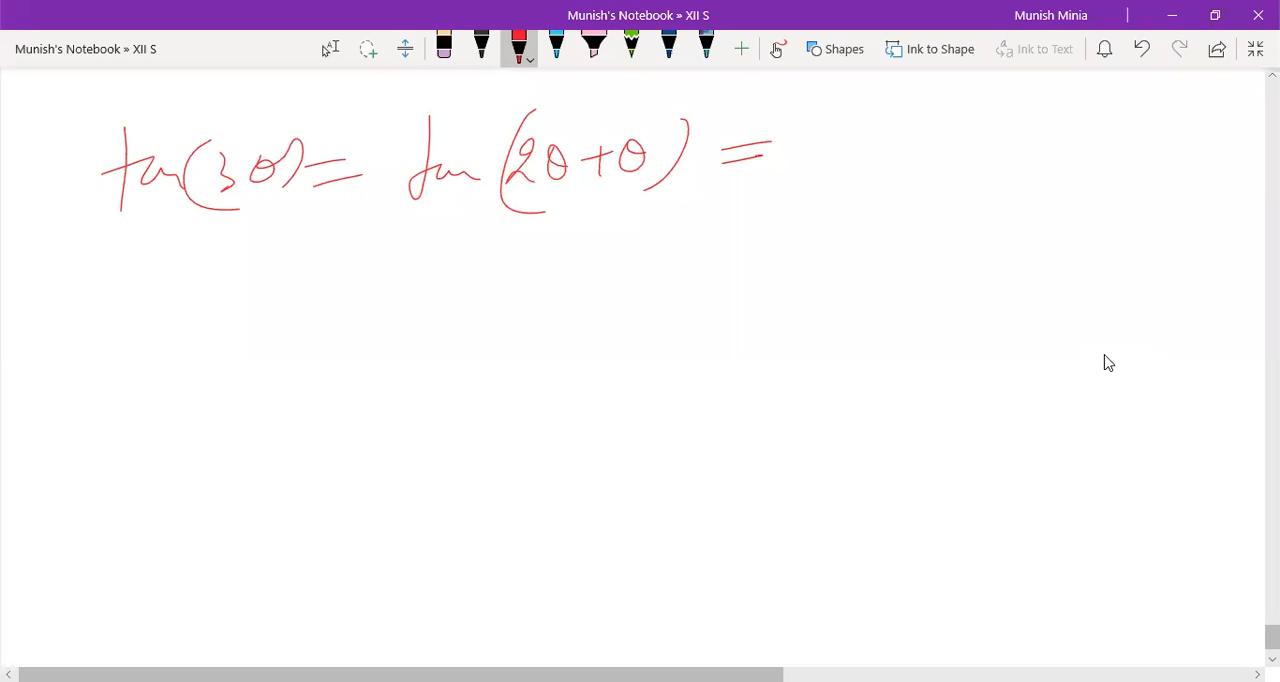 Munish's Notebook » XII S
Munish Minia
Munish's Notebook » XII S
Shapes
Ink to Shape
Ink to Text
tan(3θ) = tan(2θ+θ) =